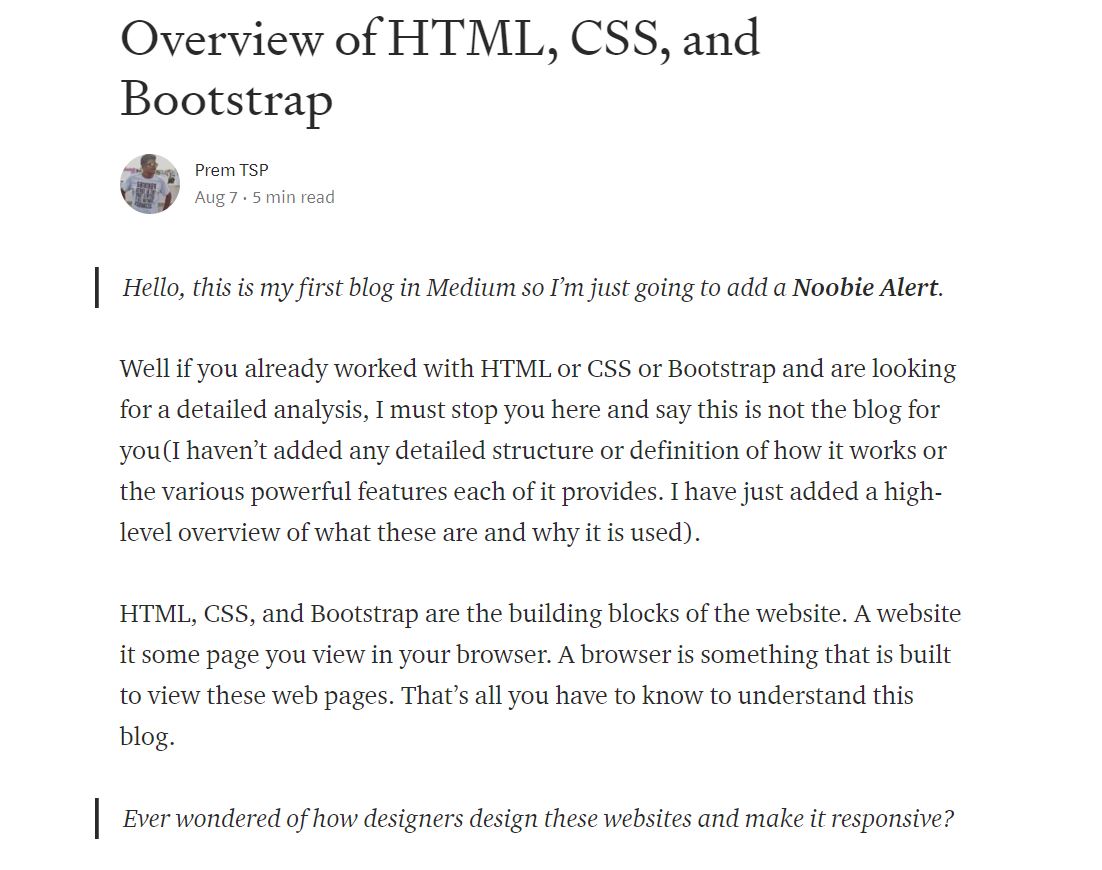 Overview of HTML, CSS, and
Bootstrap
Prem TSP
Aug 7 · 5 min read
Hello, this is my first blog in Medium so I’m just going to add a Noobie Alert.
Well if you already worked with HTML or CSS or Bootstrap and are looking
for a detailed analysis, I must stop you here and say this is not the blog for
you(I haven’t added any detailed structure or definition of how it works or
the various powerful features each of it provides. I have just added a high-
level overview of what these are and why it is used).
HTML, CSS, and Bootstrap are the building blocks of the website. A website
it some page you view in your browser. A browser is something that is built
to view these web pages. That’s all you have to know to understand this
blog.
Ever wondered of how designers design these websites and make it responsive?